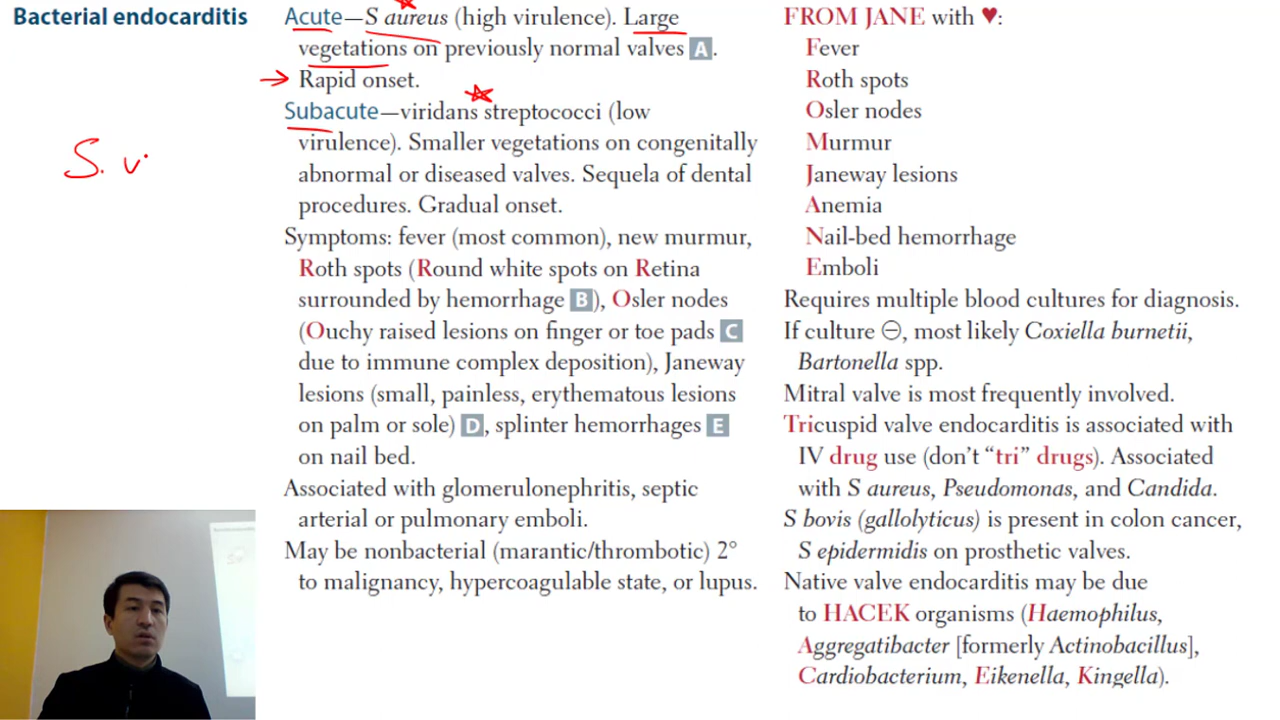 Bacterial endocarditis
Acute—S aureus (high virulence). Large
vegetations on previously normal valves A.
→ Rapid onset.
Subacute—viridans streptococci (low
virulence). Smaller vegetations on congenitally
abnormal or diseased valves. Sequela of dental
procedures. Gradual onset.
Symptoms: fever (most common), new murmur,
Roth spots (Round white spots on Retina
surrounded by hemorrhage B), Osler nodes
(Ouchy raised lesions on finger or toe pads C
due to immune complex deposition), Janeway
lesions (small, painless, erythematous lesions
on palm or sole) D, splinter hemorrhages E
on nail bed.
Associated with glomerulonephritis, septic
arterial or pulmonary emboli.
May be nonbacterial (marantic/thrombotic) 2°
to malignancy, hypercoagulable state, or lupus.
FROM JANE with ♥:
Fever
Roth spots
Osler nodes
Murmur
Janeway lesions
Anemia
Nail-bed hemorrhage
Emboli
Requires multiple blood cultures for diagnosis.
If culture ⊖, most likely Coxiella burnetii,
Bartonella spp.
Mitral valve is most frequently involved.
Tricuspid valve endocarditis is associated with
IV drug use (don't “tri” drugs). Associated
with S aureus, Pseudomonas, and Candida.
S bovis (gallolyticus) is present in colon cancer,
S epidermidis on prosthetic valves.
Native valve endocarditis may be due
to HACEK organisms (Haemophilus,
Aggregatibacter [formerly Actinobacillus],
Cardiobacterium, Eikenella, Kingella).
S. vi